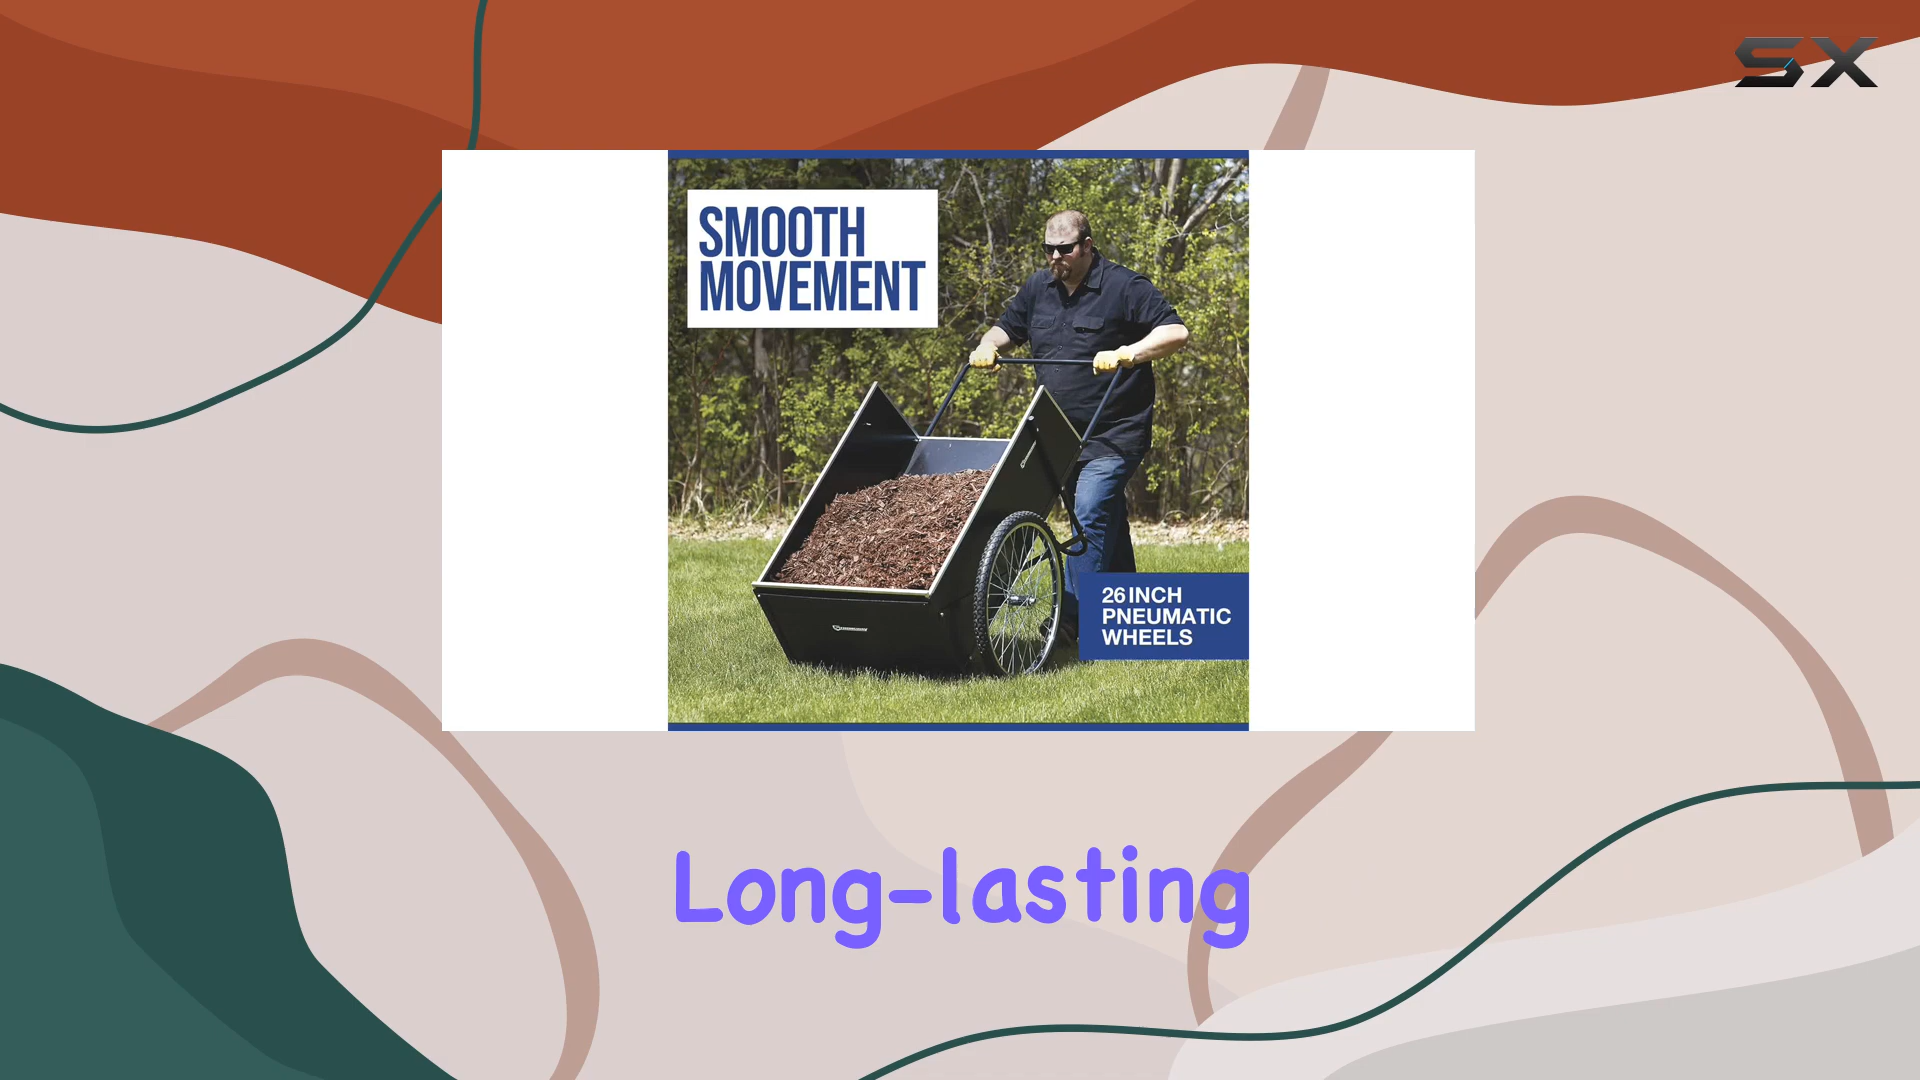 SX
SMOOTH
MOVEMENT
26 INCH
PNEUMATIC
WHEELS
Long-lasting